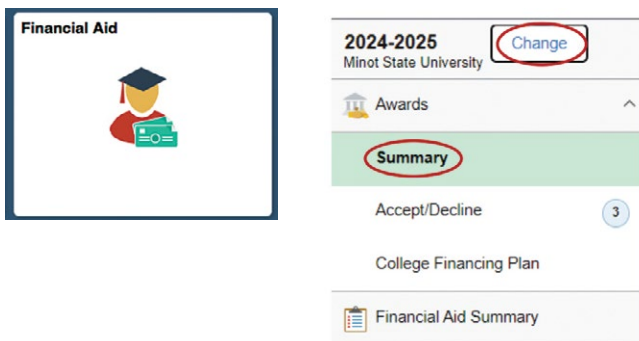 Financial Aid
2024-2025
Change
Minot State University
Awards
Summary
Accept/Decline
3
College Financing Plan
Financial Aid Summary